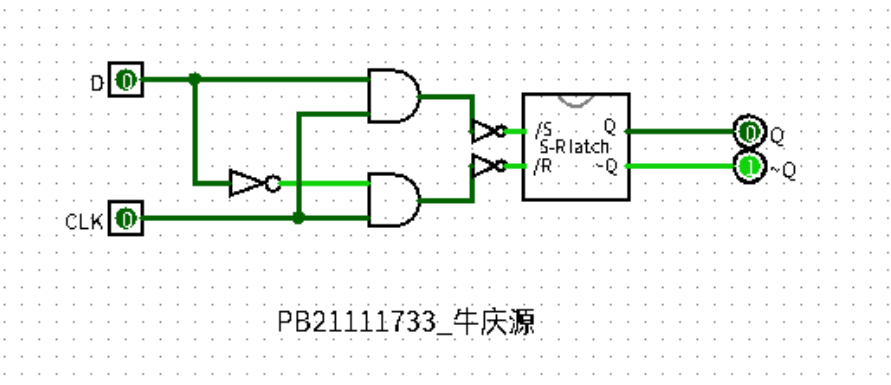 D 0
CLK 0
/S Q
S-R latch
/R ~Q
0 Q
1 ~Q
PB21111733_牛庆源